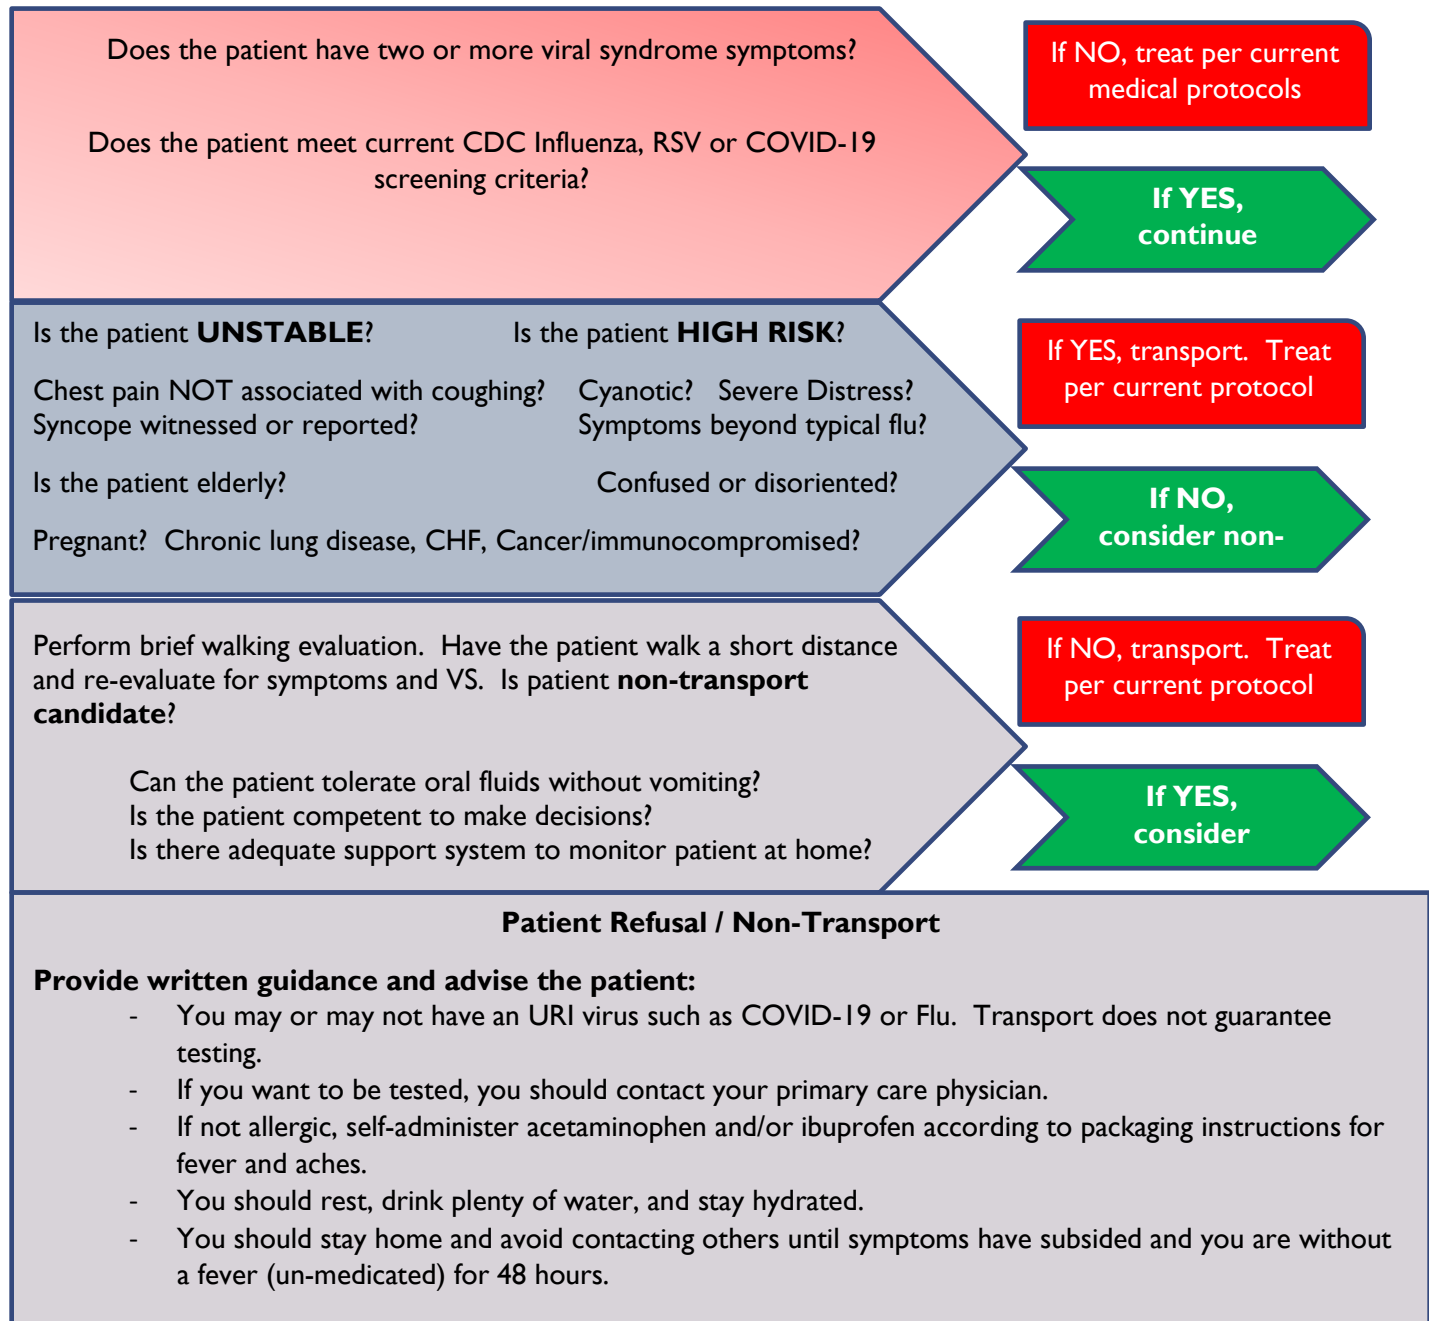 Does the patient have two or more viral syndrome symptoms?
Does the patient meet current CDC Influenza, RSV or COVID-19
screening criteria?
If NO, treat per current
medical protocols
If YES,
continue
Is the patient UNSTABLE? Is the patient HIGH RISK?
Chest pain NOT associated with coughing? Cyanotic? Severe Distress?
Syncope witnessed or reported? Symptoms beyond typical flu?
Is the patient elderly? Confused or disoriented?
Pregnant? Chronic lung disease, CHF, Cancer/immunocompromised?
If YES, transport. Treat
per current protocol
If NO,
consider non-
Perform brief walking evaluation. Have the patient walk a short distance
and re-evaluate for symptoms and VS. Is patient non-transport
candidate?
Can the patient tolerate oral fluids without vomiting?
Is the patient competent to make decisions?
Is there adequate support system to monitor patient at home?
If NO, transport. Treat
per current protocol
If YES,
consider
Patient Refusal / Non-Transport
Provide written guidance and advise the patient:
- You may or may not have an URI virus such as COVID-19 or Flu. Transport does not guarantee
testing.
- If you want to be tested, you should contact your primary care physician.
- If not allergic, self-administer acetaminophen and/or ibuprofen according to packaging instructions for
fever and aches.
- You should rest, drink plenty of water, and stay hydrated.
- You should stay home and avoid contacting others until symptoms have subsided and you are without
a fever (un-medicated) for 48 hours.